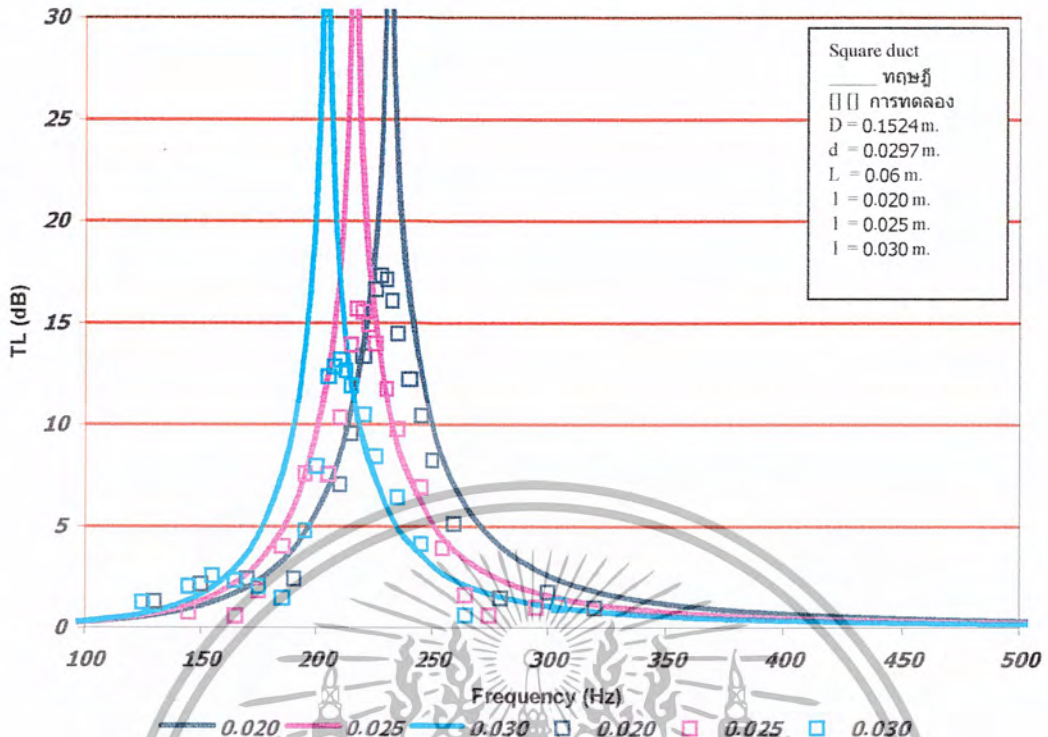 30
25
20
15
10
5
0
TL (dB)
Square duct
_____ ทฤษฎี
[] [] การทดลอง
D = 0.1524 m.
d = 0.0297 m.
L = 0.06 m.
l = 0.020 m.
l = 0.025 m.
l = 0.030 m.
100 150 200 250 300 350 400 450 500
Frequency (Hz)
0.020 0.025 0.030 0.020 0.025 0.030